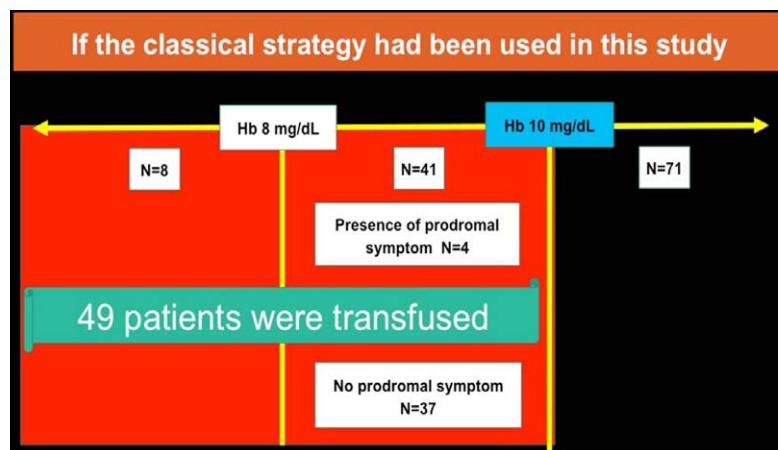 If the classical strategy had been used in this study
Hb 8 mg/dL
Hb 10 mg/dL
N=8
N=41
N=71
Presence of prodromal
symptom N=4
49 patients were transfused
No prodromal symptom
N=37